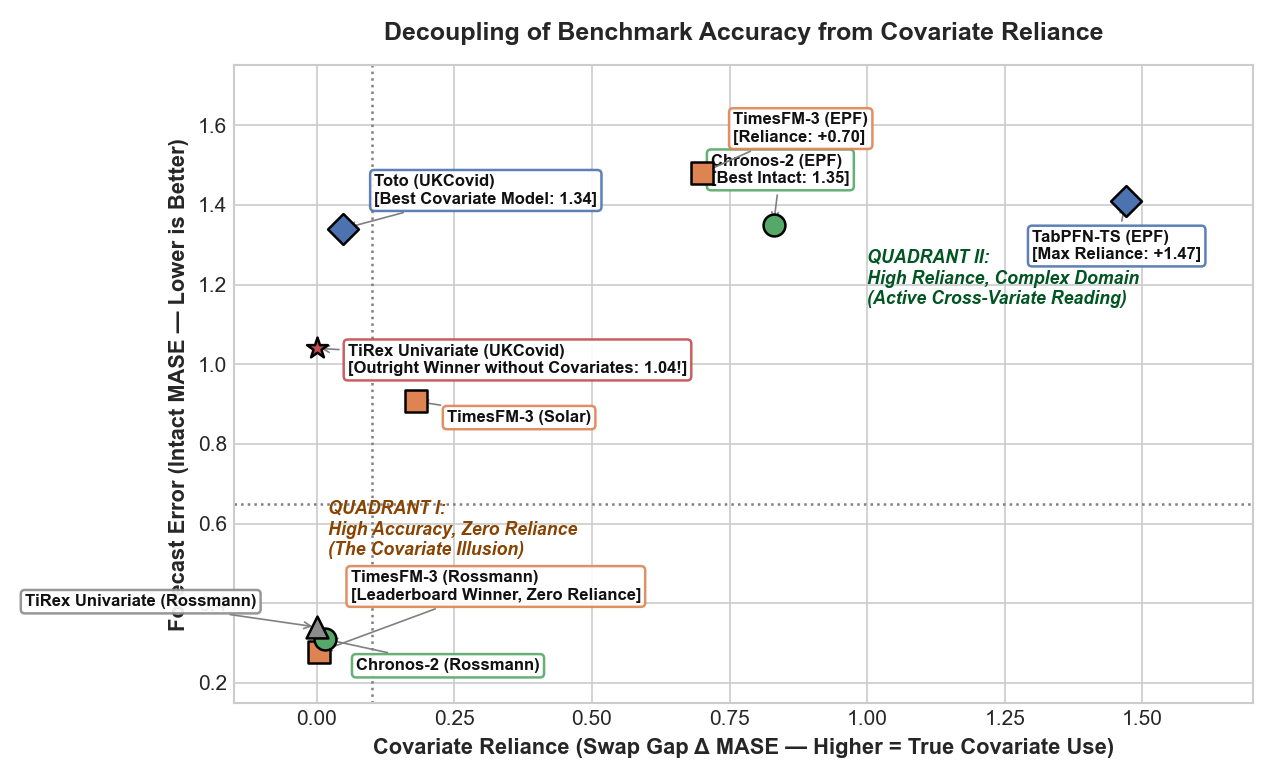 Decoupling of Benchmark Accuracy from Covariate Reliance
Forecast Error (Intact MASE — Lower is Better)
1.6
1.4
1.2
1.0
0.8
0.6
0.2
TimesFM-3 (EPF)
[Reliance: +0.70]
Chronos-2 (EPF)
[Best Intact: 1.35]
Toto (UKCovid)
[Best Covariate Model: 1.34]
TabPFN-TS (EPF)
[Max Reliance: +1.47]
QUADRANT II:
High Reliance, Complex Domain
(Active Cross-Variate Reading)
TiRex Univariate (UKCovid)
[Outright Winner without Covariates: 1.04!]
TimesFM-3 (Solar)
QUADRANT I:
High Accuracy, Zero Reliance
(The Covariate Illusion)
TimesFM-3 (Rossmann)
[Leaderboard Winner, Zero Reliance]
TiRex Univariate (Rossmann)
Chronos-2 (Rossmann)
0.00 0.25 0.50 0.75 1.00 1.25 1.50
Covariate Reliance (Swap Gap Δ MASE — Higher = True Covariate Use)